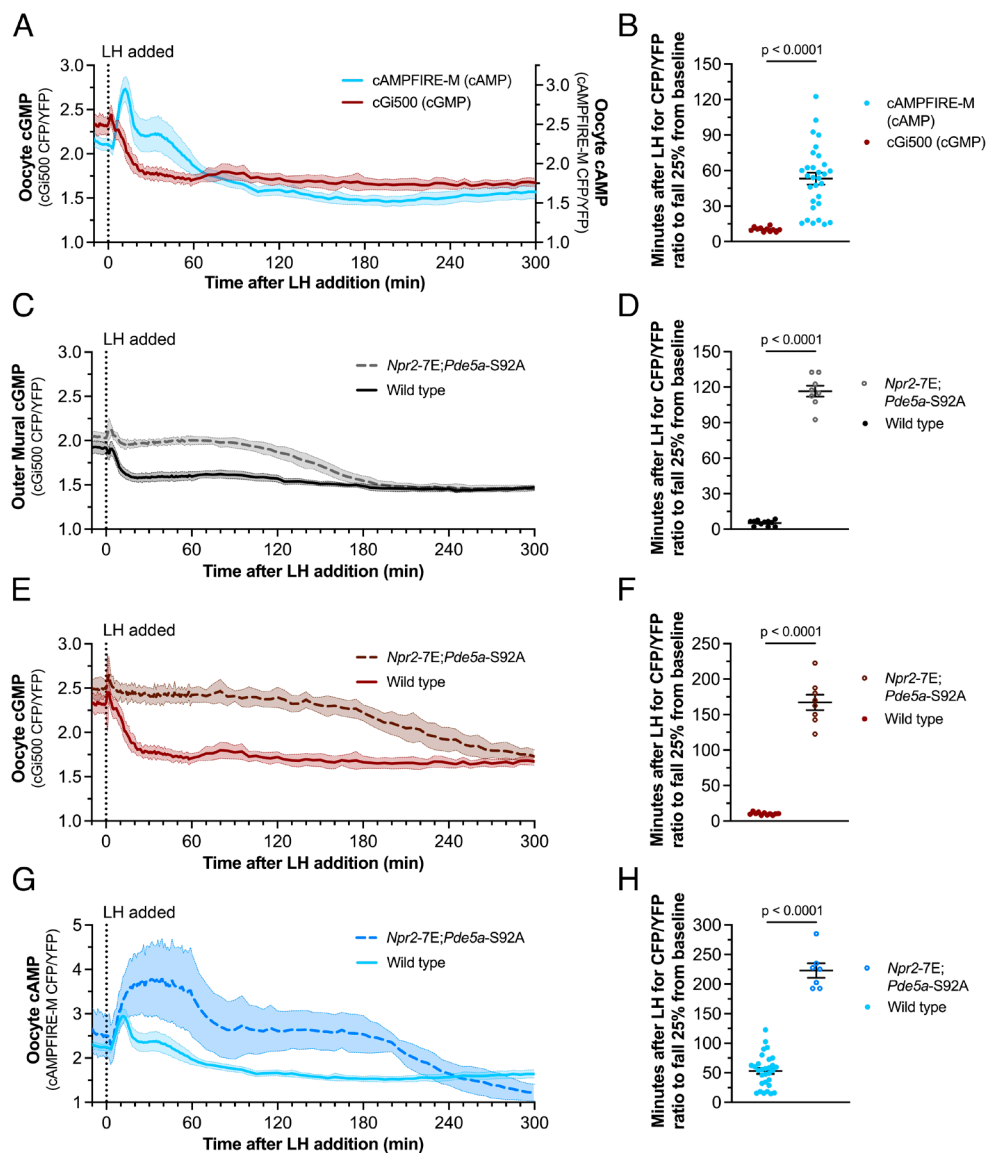 A
LH added
3.0
2.5
2.0
1.5
1.0
Oocyte cGMP
(cGi500 CFP/YFP)
cAMPFIRE-M (cAMP)
cGi500 (cGMP)
3.0
2.5
2.0
1.5
1.0
Oocyte cAMP
(cAMPFIRE-M CFP/YFP)
0 60 120 180 240 300
Time after LH addition (min)
B
p < 0.0001
Minutes after LH for CFP/YFP
ratio to fall 25% from baseline
150
120
90
60
30
0
cAMPFIRE-M
(cAMP)
cGi500 (cGMP)
C
LH added
3.0
2.5
2.0
1.5
1.0
Outer Mural cGMP
(cGi500 CFP/YFP)
Npr2-7E;Pde5a-S92A
Wild type
0 60 120 180 240 300
Time after LH addition (min)
D
p < 0.0001
Minutes after LH for CFP/YFP
ratio to fall 25% from baseline
150
120
90
60
30
0
Npr2-7E;
Pde5a-S92A
Wild type
E
LH added
3.0
2.5
2.0
1.5
1.0
Oocyte cGMP
(cGi500 CFP/YFP)
Npr2-7E;Pde5a-S92A
Wild type
0 60 120 180 240 300
Time after LH addition (min)
F
p < 0.0001
Minutes after LH for CFP/YFP
ratio to fall 25% from baseline
250
200
150
100
50
0
Npr2-7E;
Pde5a-S92A
Wild type
G
LH added
5
4
3
2
1
Oocyte cAMP
(cAMPFIRE-M CFP/YFP)
Npr2-7E;Pde5a-S92A
Wild type
0 60 120 180 240 300
Time after LH addition (min)
H
p < 0.0001
Minutes after LH for CFP/YFP
ratio to fall 25% from baseline
300
250
200
150
100
50
0
Npr2-7E;
Pde5a-S92A
Wild type